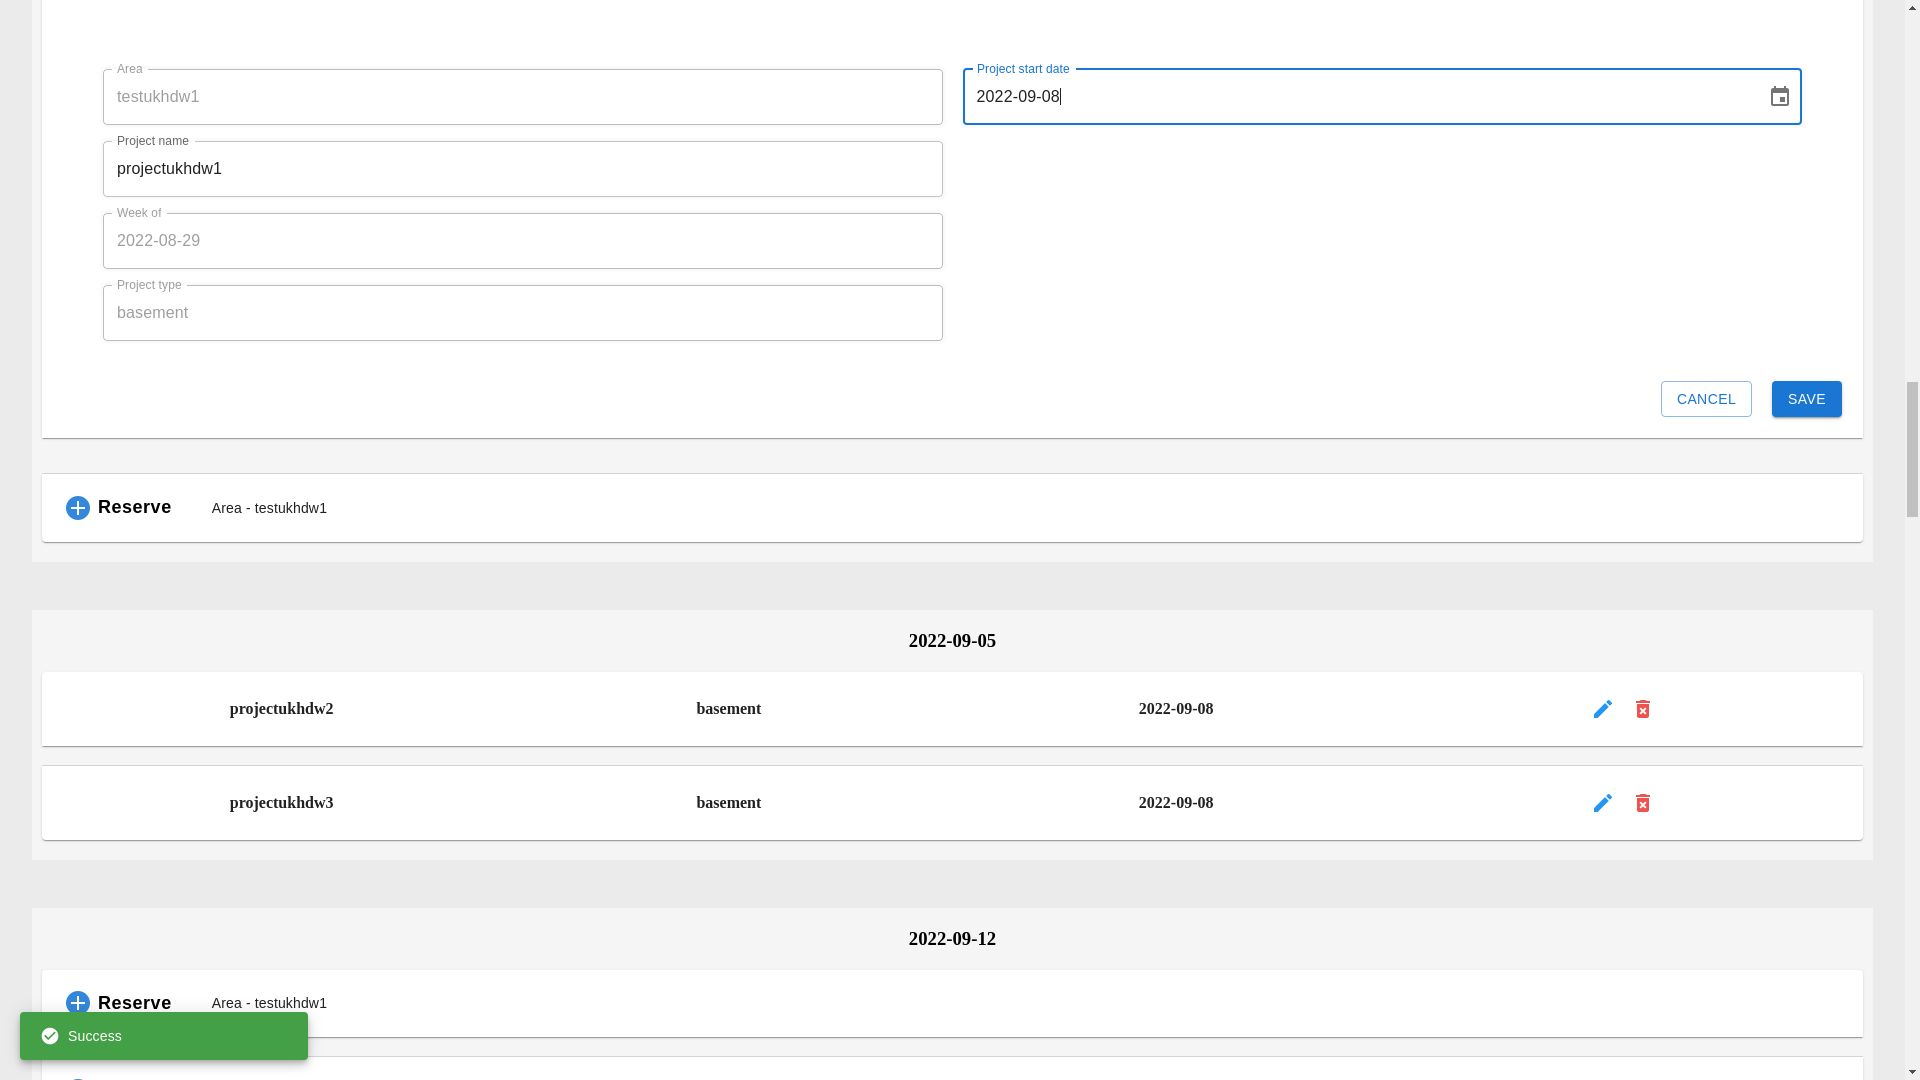 Area
testukhdw1
Project start date
2022-09-08
Project name
projectukhdw1
Week of
2022-08-29
Project type
basement
CANCEL
SAVE
Reserve Area - testukhdw1
2022-09-05
projectukhdw2 basement 2022-09-08
projectukhdw3 basement 2022-09-08
2022-09-12
Reserve Area - testukhdw1
Success